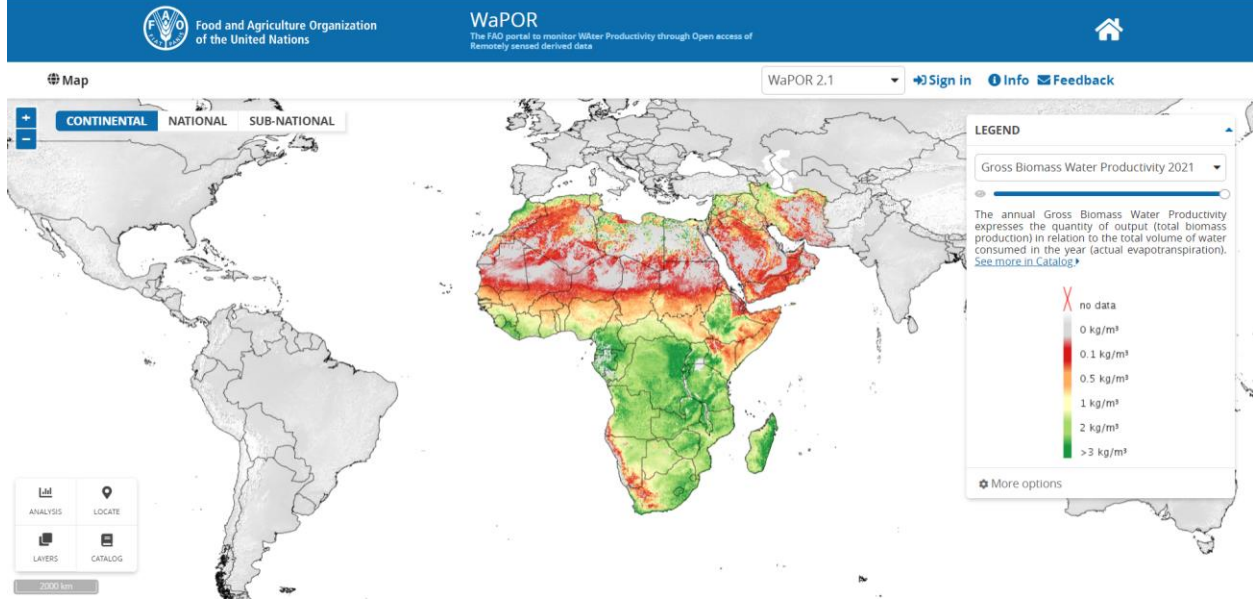 Food and Agriculture Organization
of the United Nations
WaPOR
The FAO portal to monitor WAter Productivity through Open access of
Remotely sensed derived data
Map
WaPOR 2.1
Sign in
Info
Feedback
+
−
CONTINENTAL
NATIONAL
SUB-NATIONAL
LEGEND
Gross Biomass Water Productivity 2021
The annual Gross Biomass Water Productivity
expresses the quantity of output (total biomass
production) in relation to the total volume of water
consumed in the year (actual evapotranspiration).
See more in Catalog
no data
0 kg/m³
0.1 kg/m³
0.5 kg/m³
1 kg/m³
2 kg/m³
>3 kg/m³
More options
ANALYSIS
LOCATE
LAYERS
CATALOG
2000 km